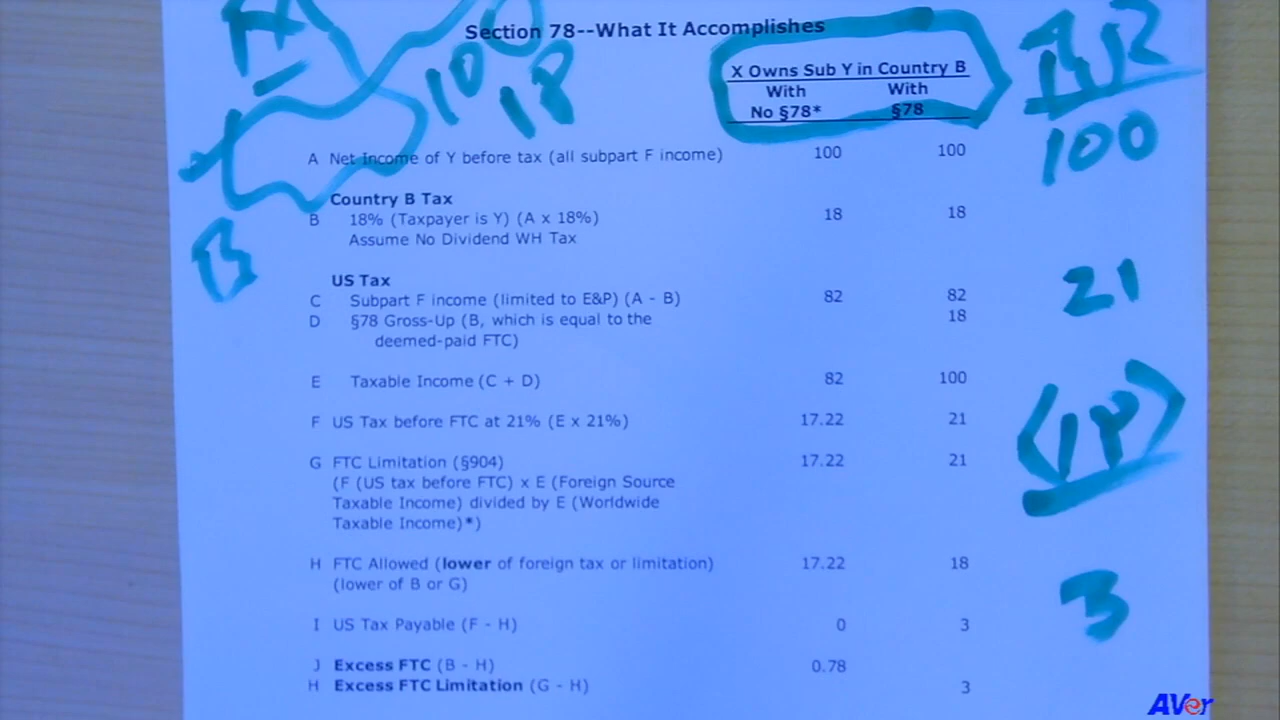 Section 78--What It Accomplishes
X Owns Sub Y in Country B
With With
No §78* §78
A Net Income of Y before tax (all subpart F income) 100 100
Country B Tax
B 18% (Taxpayer is Y) (A x 18%) 18 18
Assume No Dividend WH Tax
US Tax
C Subpart F income (limited to E&P) (A - B) 82 82
D §78 Gross-Up (B, which is equal to the 18
deemed-paid FTC)
E Taxable Income (C + D) 82 100
F US Tax before FTC at 21% (E x 21%) 17.22 21
G FTC Limitation (§904) 17.22 21
(F (US tax before FTC) x E (Foreign Source
Taxable Income) divided by E (Worldwide
Taxable Income)*)
H FTC Allowed (lower of foreign tax or limitation) 17.22 18
(lower of B or G)
I US Tax Payable (F - H) 0 3
J Excess FTC (B - H) 0.78
H Excess FTC Limitation (G - H) 3
100
18
B
100
21
(18)
3
AVer